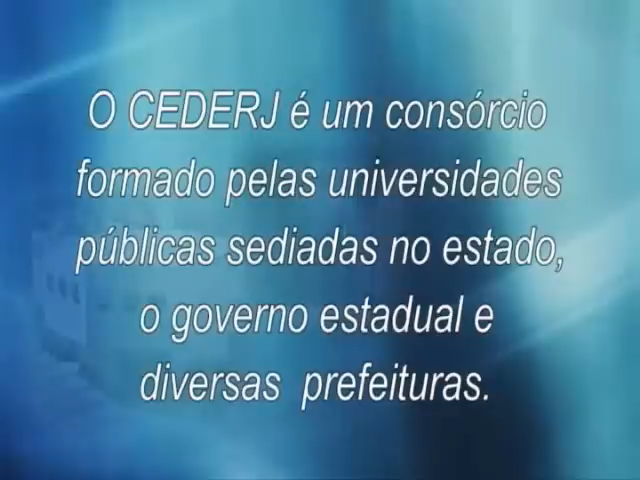 O CEDERJ é um consórcio
formado pelas universidades
públicas sediadas no estado,
o governo estadual e
diversas prefeituras.